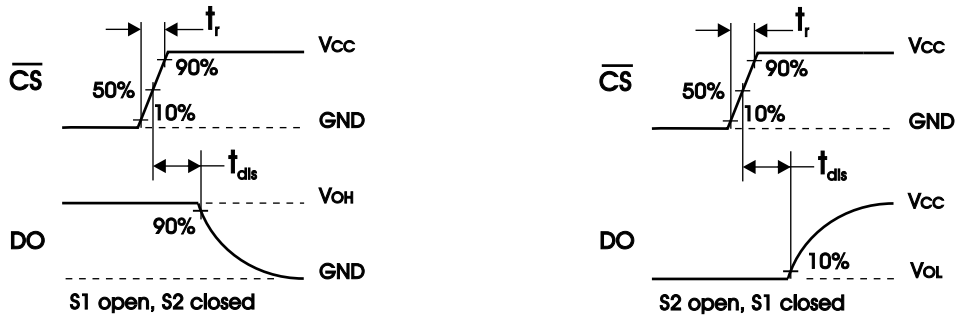 tr
VCC
CS
90%
50%
10%
GND
tdis
VOH
90%
DO
GND
S1 open, S2 closed
tr
VCC
CS
90%
50%
10%
GND
tdis
VCC
DO
10%
VOL
S2 open, S1 closed